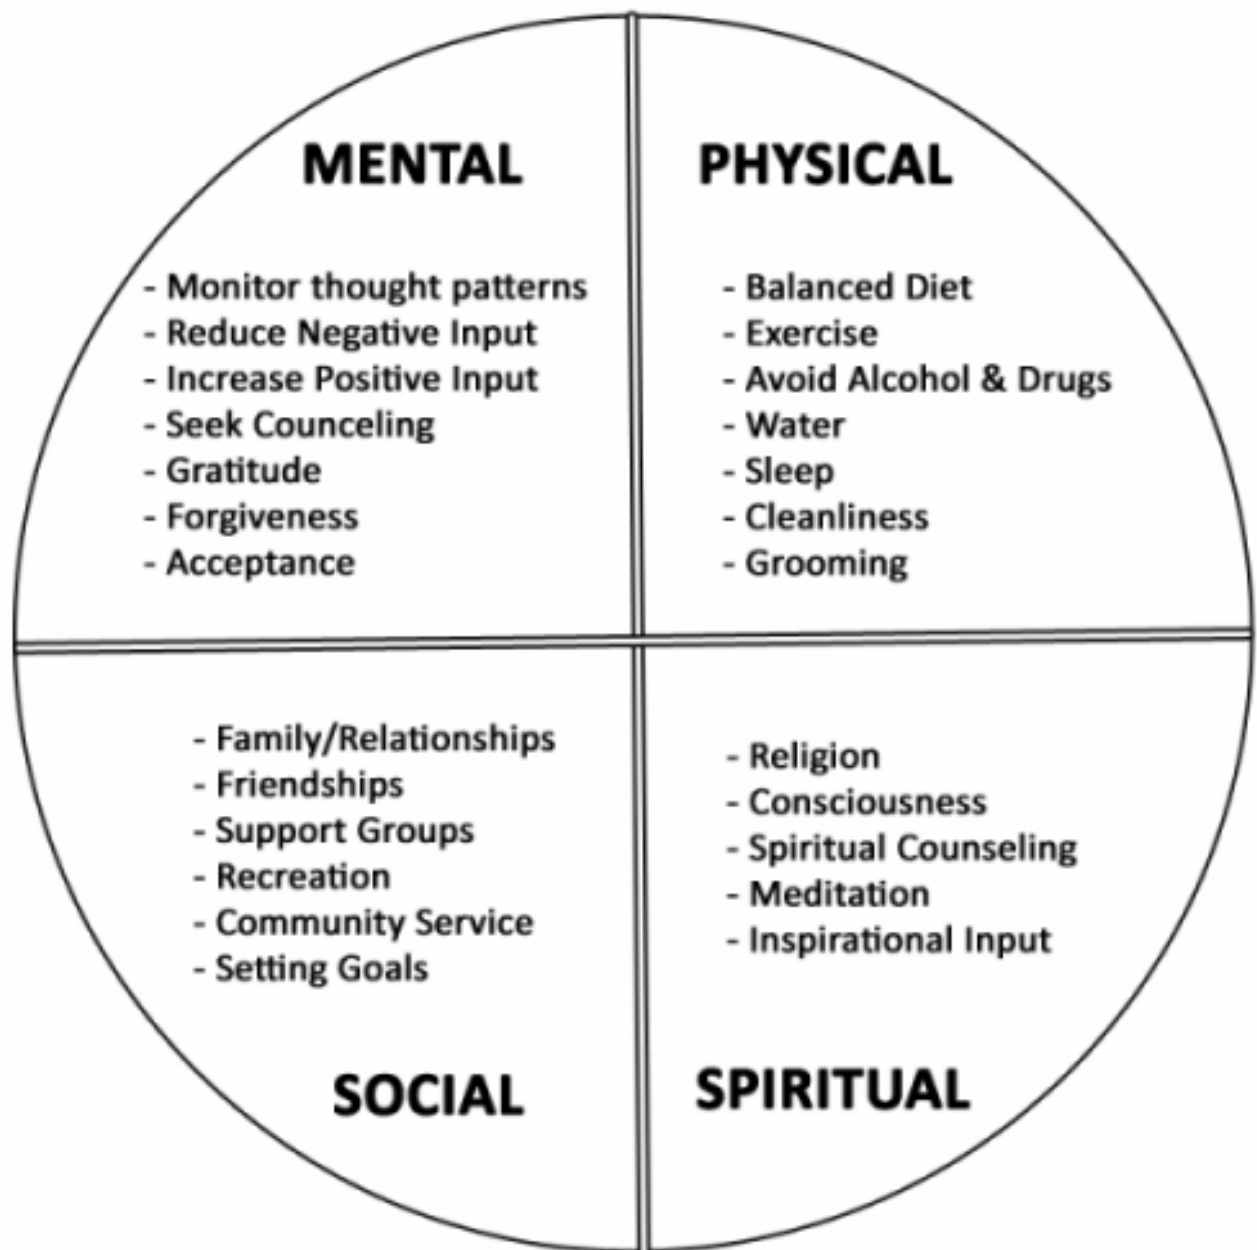 MENTAL
- Monitor thought patterns
- Reduce Negative Input
- Increase Positive Input
- Seek Counceling
- Gratitude
- Forgiveness
- Acceptance
PHYSICAL
- Balanced Diet
- Exercise
- Avoid Alcohol & Drugs
- Water
- Sleep
- Cleanliness
- Grooming
- Family/Relationships
- Friendships
- Support Groups
- Recreation
- Community Service
- Setting Goals
SOCIAL
- Religion
- Consciousness
- Spiritual Counseling
- Meditation
- Inspirational Input
SPIRITUAL